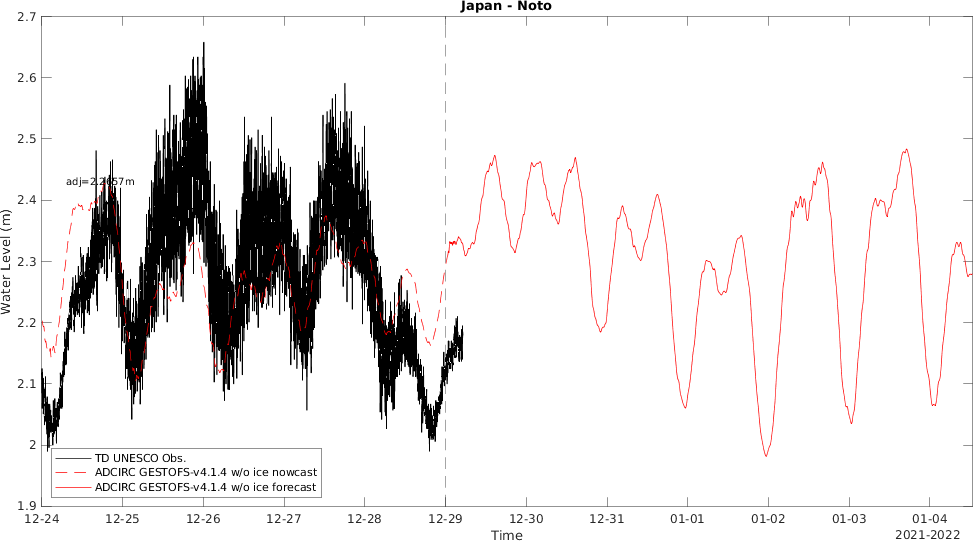 Japan - Noto
2.7
2.6
2.5
2.4
2.3
2.2
2.1
2
1.9
Water Level (m)
adj=2.2657m
TD UNESCO Obs.
ADCIRC GESTOFS-v4.1.4 w/o ice nowcast
ADCIRC GESTOFS-v4.1.4 w/o ice forecast
12-24 12-25 12-26 12-27 12-28 12-29 12-30 12-31 01-01 01-02 01-03 01-04
Time
2021-2022